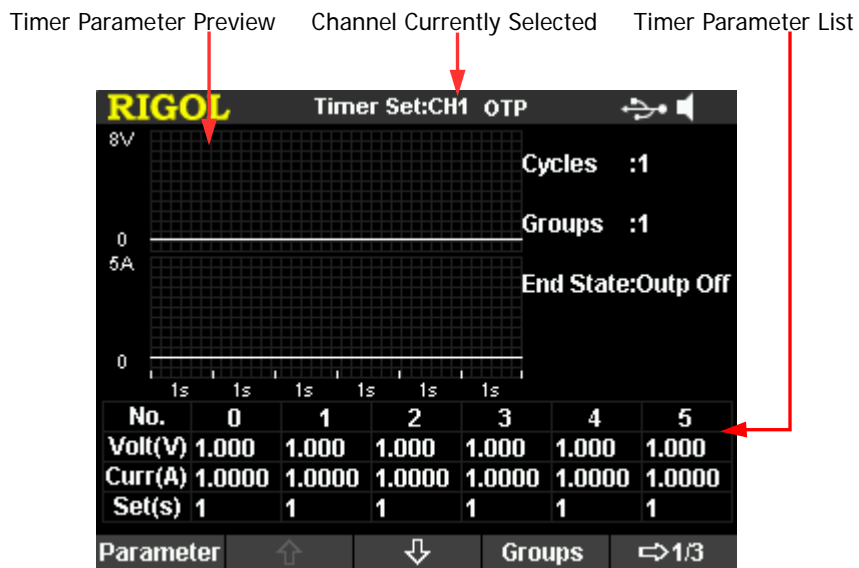 Timer Parameter Preview Channel Currently Selected Timer Parameter List
RIGOL Timer Set:CH1 OTP
8V
Cycles :1
Groups :1
0
5A
End State:Outp Off
0
1s 1s 1s 1s 1s 1s
No. 0 1 2 3 4 5
Volt(V) 1.000 1.000 1.000 1.000 1.000 1.000
Curr(A) 1.0000 1.0000 1.0000 1.0000 1.0000 1.0000
Set(s) 1 1 1 1 1 1
Parameter Groups 1/3